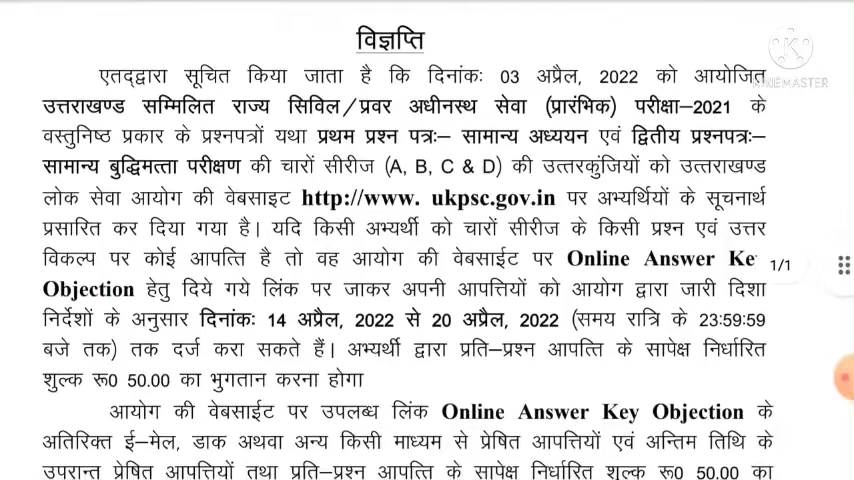 विज्ञप्ति
KINEMASTER
एतद्द्वारा सूचित किया जाता है कि दिनांकः 03 अप्रैल, 2022 को आयोजित
उत्तराखण्ड सम्मिलित राज्य सिविल/प्रवर अधीनस्थ सेवा (प्रारंभिक) परीक्षा–2021 के
वस्तुनिष्ठ प्रकार के प्रश्नपत्रों यथा प्रथम प्रश्न पत्रः– सामान्य अध्ययन एवं द्वितीय प्रश्नपत्रः–
सामान्य बुद्धिमत्ता परीक्षण की चारों सीरीज (A, B, C & D) की उत्तरकुंजियों को उत्तराखण्ड
लोक सेवा आयोग की वेबसाइट http://www. ukpsc.gov.in पर अभ्यर्थियों के सूचनार्थ
प्रसारित कर दिया गया है। यदि किसी अभ्यर्थी को चारों सीरीज के किसी प्रश्न एवं उत्तर
विकल्प पर कोई आपत्ति है तो वह आयोग की वेबसाईट पर Online Answer Ke
1/1
Objection हेतु दिये गये लिंक पर जाकर अपनी आपत्तियों को आयोग द्वारा जारी दिशा
निर्देशों के अनुसार दिनांकः 14 अप्रैल, 2022 से 20 अप्रैल, 2022 (समय रात्रि के 23:59:59
बजे तक) तक दर्ज करा सकते हैं। अभ्यर्थी द्वारा प्रति–प्रश्न आपत्ति के सापेक्ष निर्धारित
शुल्क रू0 50.00 का भुगतान करना होगा
आयोग की वेबसाईट पर उपलब्ध लिंक Online Answer Key Objection के
अतिरिक्त ई–मेल, डाक अथवा अन्य किसी माध्यम से प्रेषित आपत्तियों एवं अन्तिम तिथि के
उपरान्त प्रेषित आपत्तियों तथा प्रति–प्रश्न आपत्ति के सापेक्ष निर्धारित शुल्क रू0 50.00 का